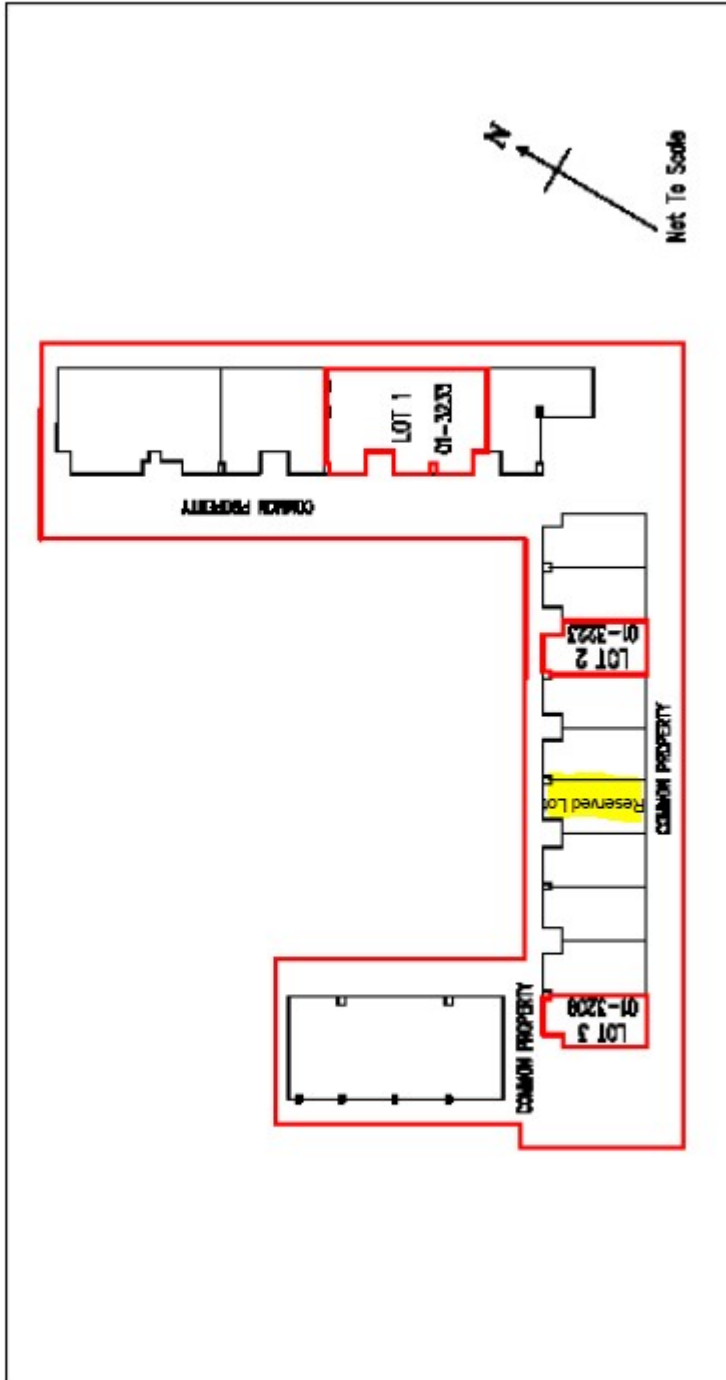 N
Not To Scale
LOT 1
01-3233
COMMON PROPERTY
LOT 2
01-3223
COMMON PROPERTY
Reserved Lot
LOT 3
01-3209
COMMON PROPERTY